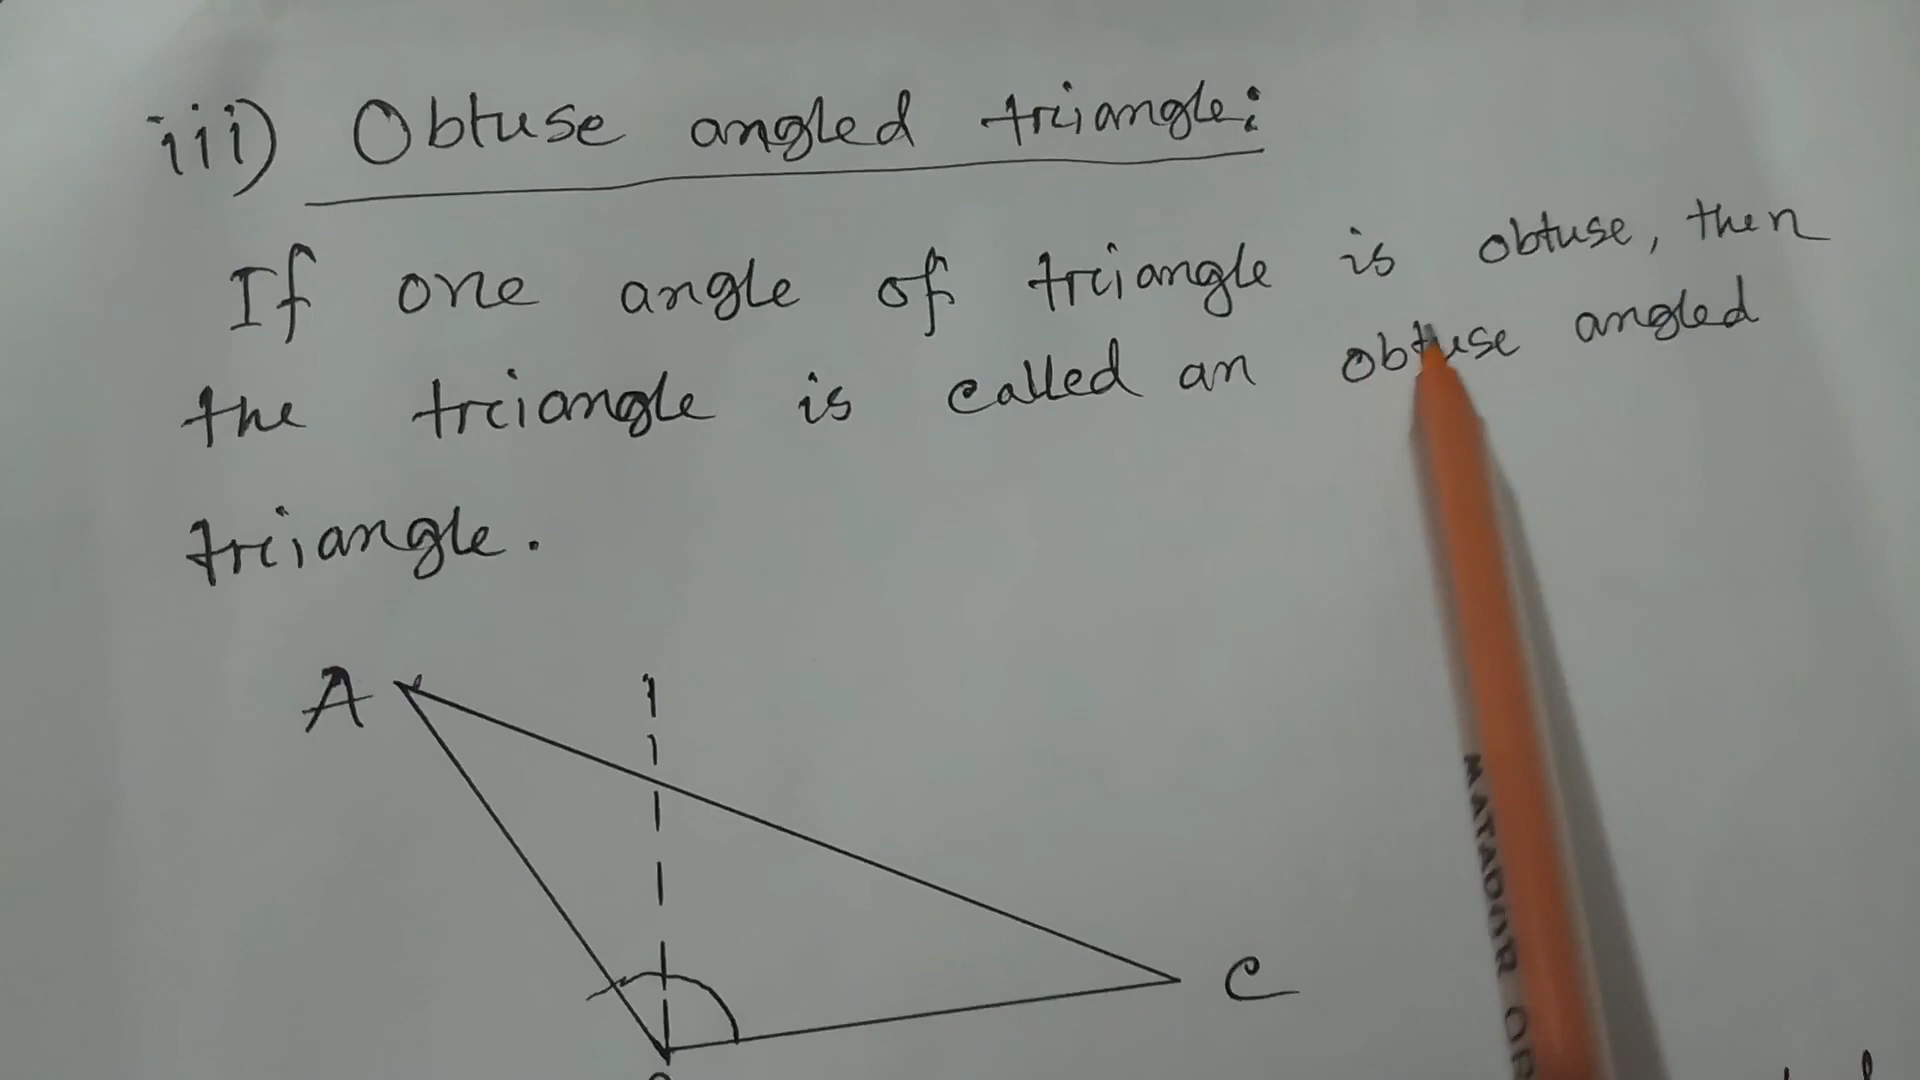 iii) Obtuse angled triangle:
If one angle of triangle is obtuse, then
the triangle is called an obtuse angled
triangle.
A
C
MATADOR OR